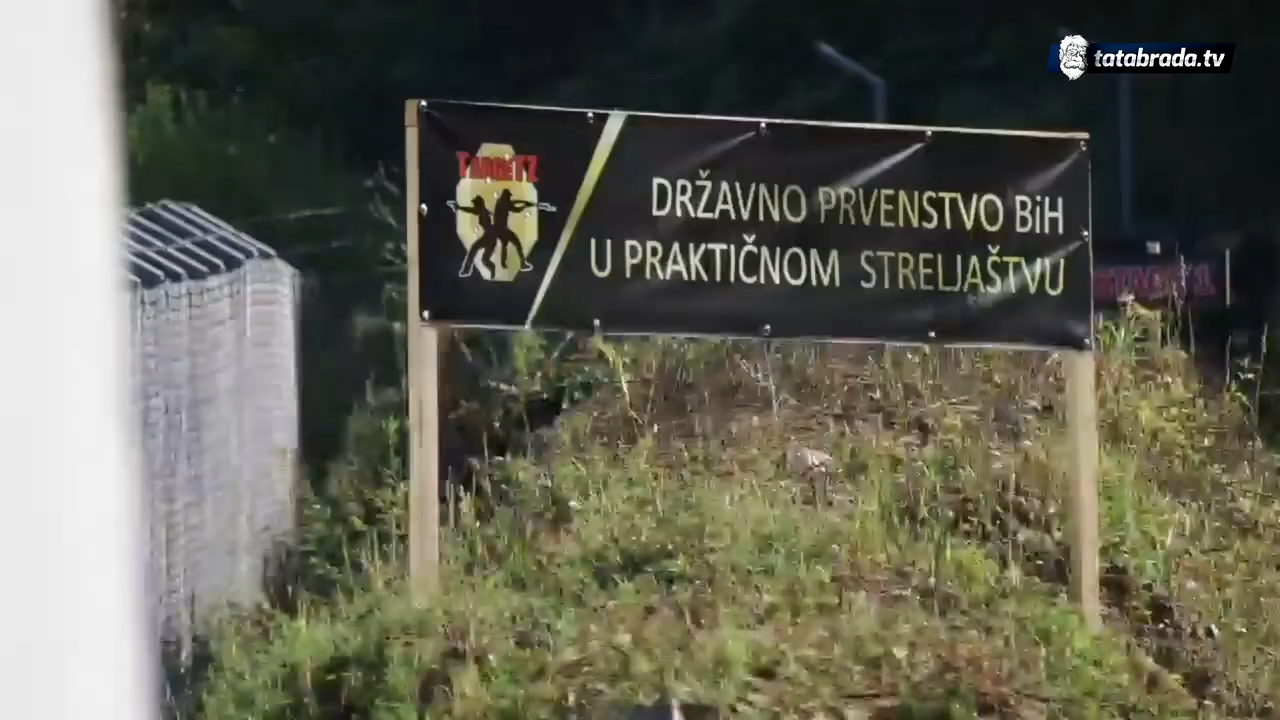 tatabrada.tv
TARGETZ
DRŽAVNO PRVENSTVO BiH
U PRAKTIČNOM STRELJAŠTVU